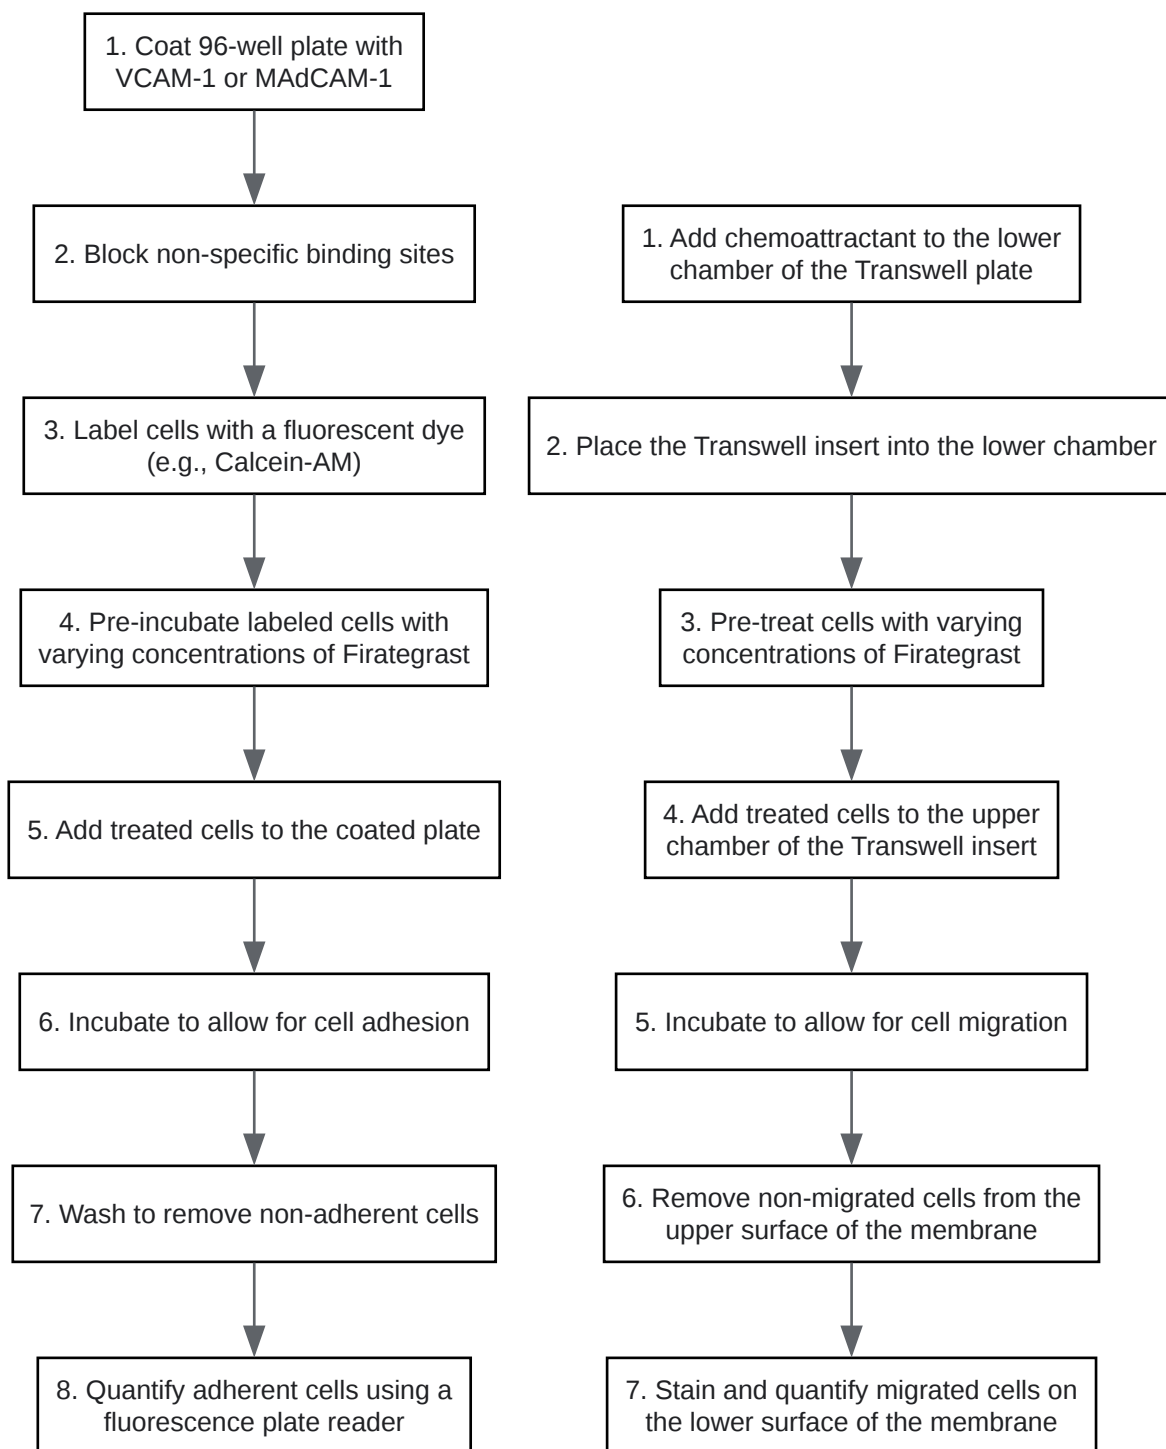 1. Coat 96-well plate with
VCAM-1 or MAdCAM-1
2. Block non-specific binding sites
3. Label cells with a fluorescent dye
(e.g., Calcein-AM)
4. Pre-incubate labeled cells with
varying concentrations of Firategrast
5. Add treated cells to the coated plate
6. Incubate to allow for cell adhesion
7. Wash to remove non-adherent cells
8. Quantify adherent cells using a
fluorescence plate reader
1. Add chemoattractant to the lower
chamber of the Transwell plate
2. Place the Transwell insert into the lower chamber
3. Pre-treat cells with varying
concentrations of Firategrast
4. Add treated cells to the upper
chamber of the Transwell insert
5. Incubate to allow for cell migration
6. Remove non-migrated cells from the
upper surface of the membrane
7. Stain and quantify migrated cells on
the lower surface of the membrane